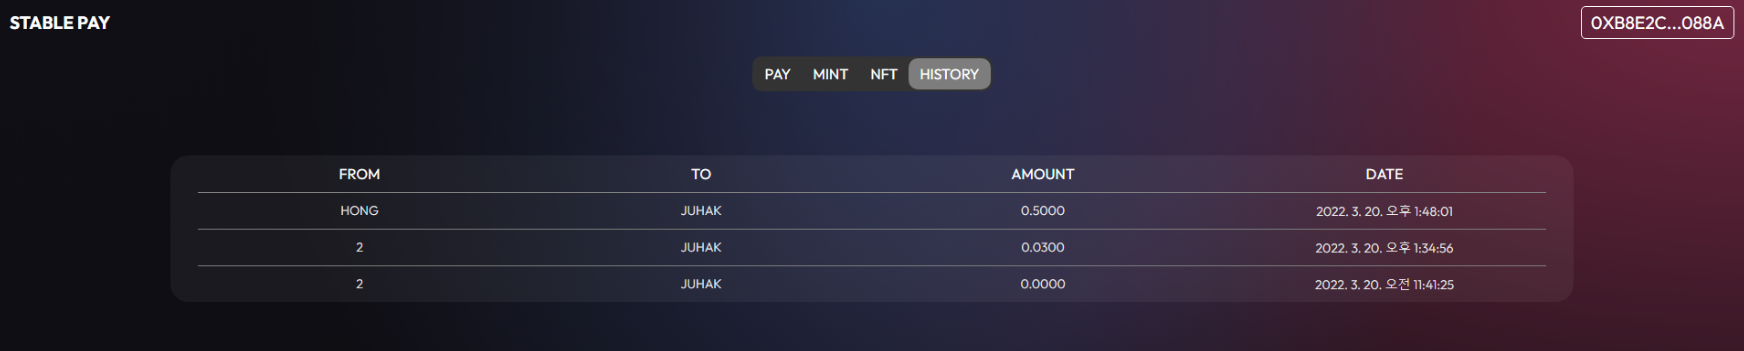 STABLE PAY 0XB8E2C...088A
PAY MINT NFT HISTORY
FROM TO AMOUNT DATE
HONG JUHAK 0.5000 2022. 3. 20. 오후 1:48:01
2 JUHAK 0.0300 2022. 3. 20. 오후 1:34:56
2 JUHAK 0.0000 2022. 3. 20. 오전 11:41:25